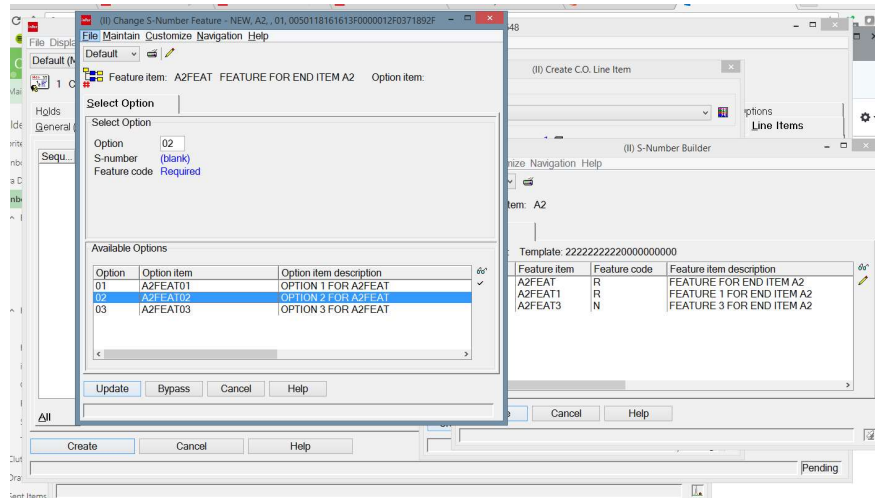 (II) Change S-Number Feature - NEW, A2, , 01, 0050118161613F0000012F0371892F
File Maintain Customize Navigation Help
Default
Feature item: A2FEAT FEATURE FOR END ITEM A2 Option item:
Select Option
Select Option
Option 02
S-number (blank)
Feature code Required
Available Options
Option Option item Option item description
01 A2FEAT01 OPTION 1 FOR A2FEAT
02 A2FEAT02 OPTION 2 FOR A2FEAT
03 A2FEAT03 OPTION 3 FOR A2FEAT
Update Bypass Cancel Help
File Displa
Default (M
1 C
Holds
General (
Sequ...
All
Create Cancel Help
Pending
48
(II) Create C.O. Line Item
ptions
Line Items
(II) S-Number Builder
ize Navigation Help
tem: A2
Template: 22222222220000000000
Feature item Feature code Feature item description
A2FEAT R FEATURE FOR END ITEM A2
A2FEAT1 R FEATURE 1 FOR END ITEM A2
A2FEAT3 N FEATURE 3 FOR END ITEM A2
Cancel Help
Sent Items